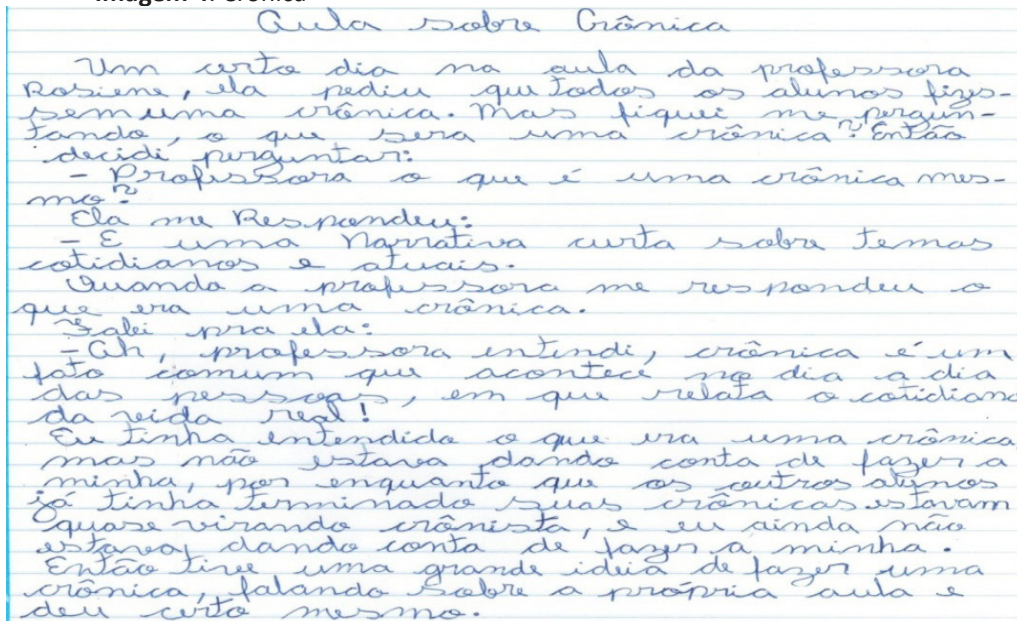 Imagem 1: Crônica
Aula sobre Crônica
Um certo dia na aula da professora
Rosiene, ela pediu que todos os alunos fizes-
sem uma crônica. Mas fiquei me pergun-
tando, o que sera uma crônica? Então
decidi perguntar:
- Professora o que é uma crônica mes-
mo?
Ela me Respondeu:
- E uma Narrativa curta sobre temas
cotidianos e atuais.
Quando a professora me respondeu o
que era uma crônica.
Falei pra ela:
- Ah, professora entendi, crônica é um
fato comum que acontece no dia a dia
das pessoas, em que relata o cotidiano
da vida real!
Eu tinha entendido o que era uma crônica,
mas não estava dando conta de fazer a
minha, por enquanto que os outros alunos
já tinha terminado suas crônicas estavam
quase virando crônista, e eu ainda não
estava, dando conta de fazer a minha.
Então tive uma grande ideia de fazer uma
crônica, falando sobre a própria aula e
deu certo mesmo.